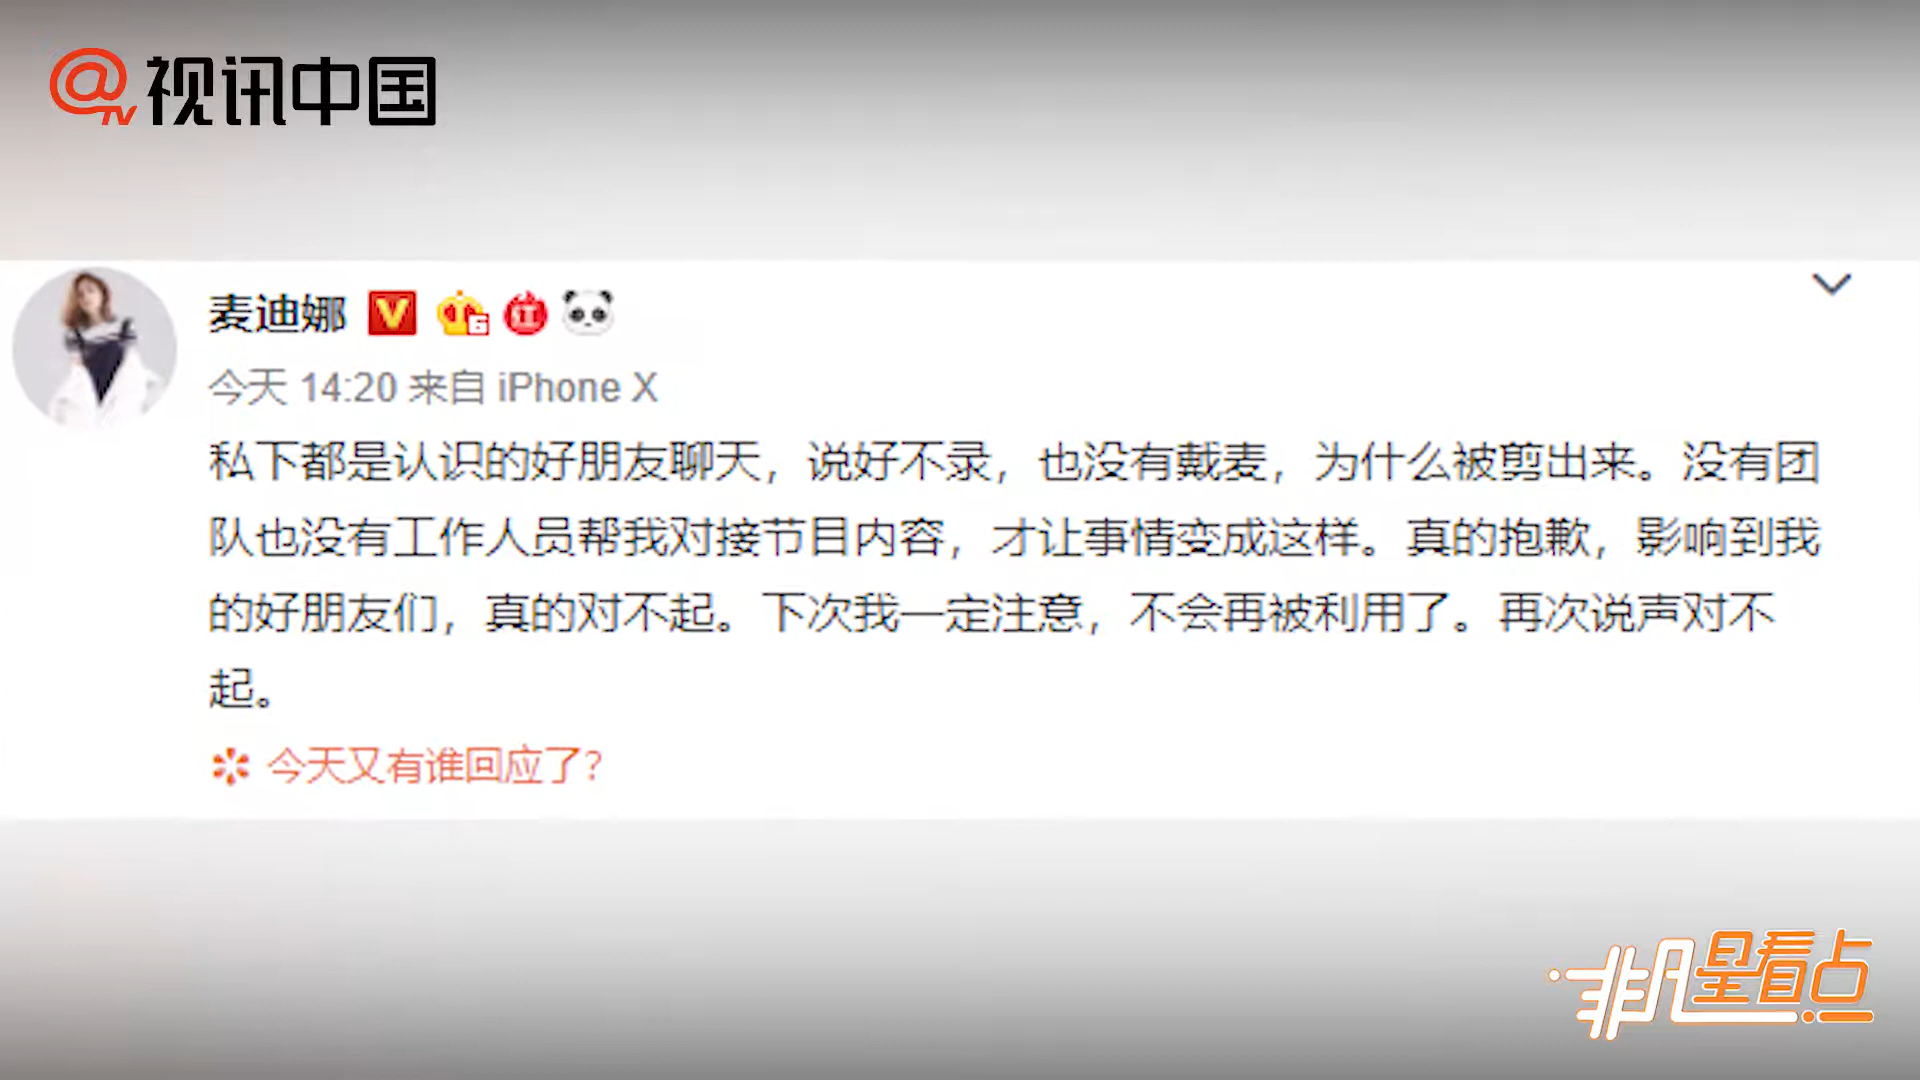 @TV 视讯中国
麦迪娜 V 6 红
今天 14:20 来自 iPhone X
私下都是认识的好朋友聊天，说好不录，也没有戴麦，为什么被剪出来。没有团
队也没有工作人员帮我对接节目内容，才让事情变成这样。真的抱歉，影响到我
的好朋友们，真的对不起。下次我一定注意，不会再被利用了。再次说声对不
起。
今天又有谁回应了？
非凡星看点